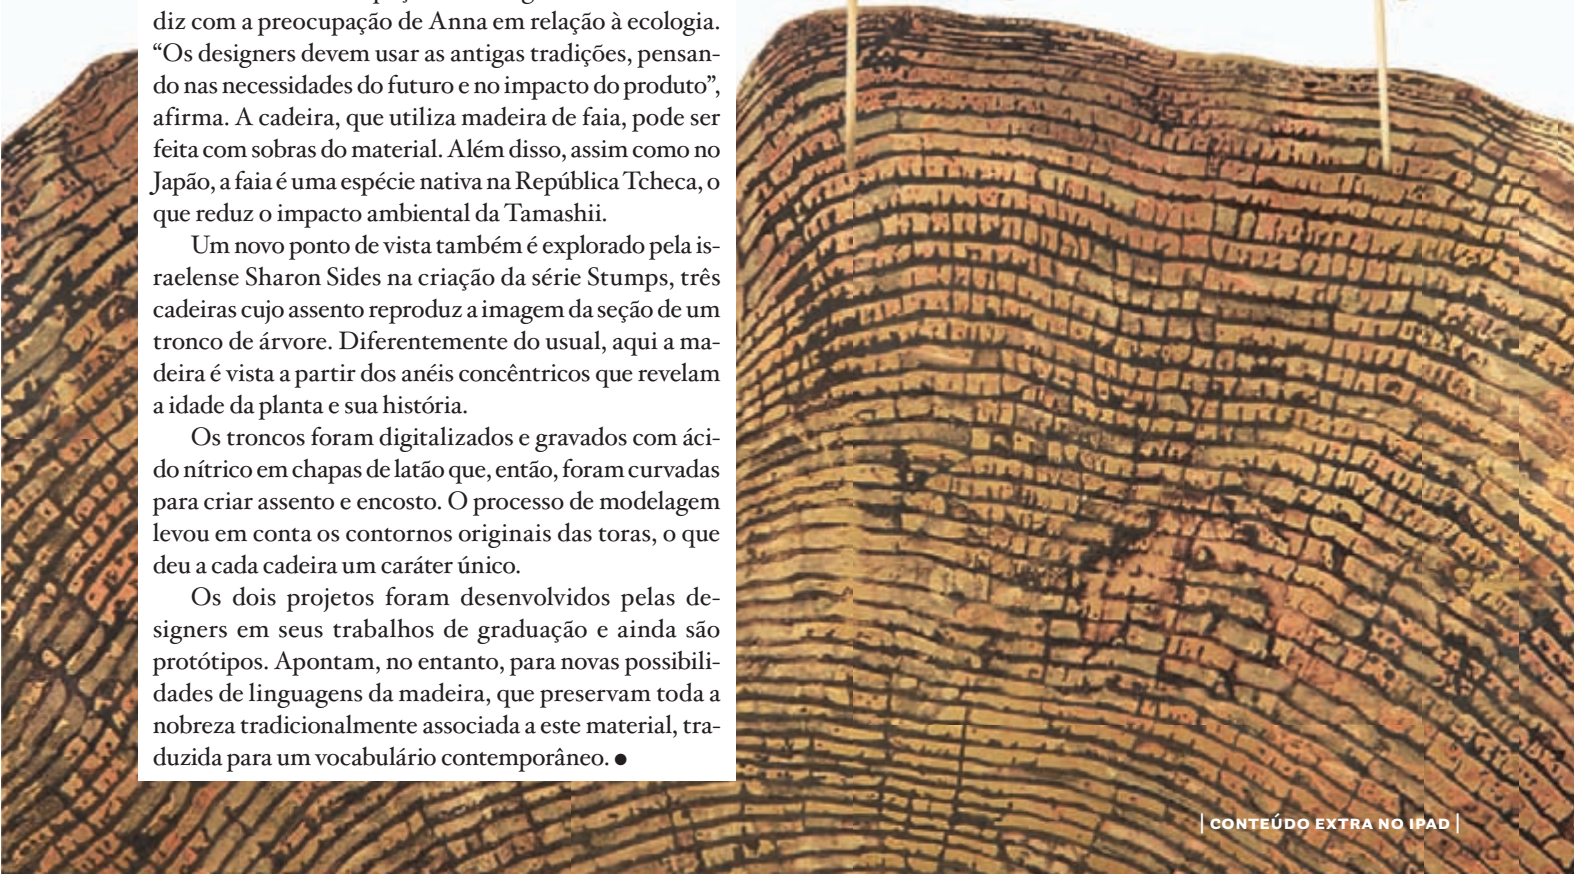 diz com a preocupação de Anna em relação à ecologia.
“Os designers devem usar as antigas tradições, pensan-
do nas necessidades do futuro e no impacto do produto”,
afirma. A cadeira, que utiliza madeira de faia, pode ser
feita com sobras do material. Além disso, assim como no
Japão, a faia é uma espécie nativa na República Tcheca, o
que reduz o impacto ambiental da Tamashii.
Um novo ponto de vista também é explorado pela is-
raelense Sharon Sides na criação da série Stumps, três
cadeiras cujo assento reproduz a imagem da seção de um
tronco de árvore. Diferentemente do usual, aqui a ma-
deira é vista a partir dos anéis concêntricos que revelam
a idade da planta e sua história.
Os troncos foram digitalizados e gravados com áci-
do nítrico em chapas de latão que, então, foram curvadas
para criar assento e encosto. O processo de modelagem
levou em conta os contornos originais das toras, o que
deu a cada cadeira um caráter único.
Os dois projetos foram desenvolvidos pelas de-
signers em seus trabalhos de graduação e ainda são
protótipos. Apontam, no entanto, para novas possibili-
dades de linguagens da madeira, que preservam toda a
nobreza tradicionalmente associada a este material, tra-
duzida para um vocabulário contemporâneo. ●
| CONTEÚDO EXTRA NO IPAD |